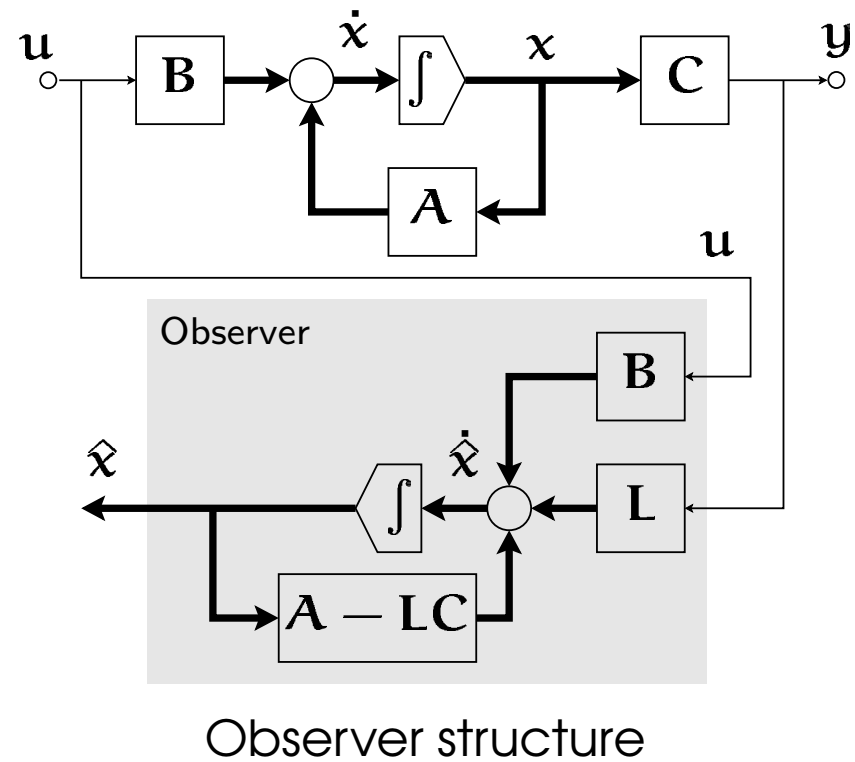 u
B
ẋ
∫
x
C
y
A
u
Observer
B
x̂
x̂̇
∫
L
A − LC
Observer structure